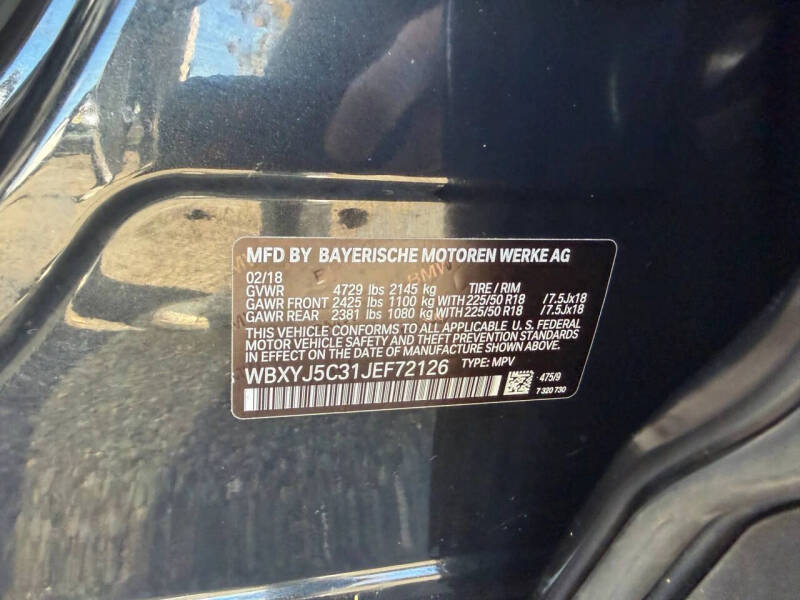 MFD BY BAYERISCHE MOTOREN WERKE AG
02/18
GVWR 4729 lbs 2145 kg TIRE / RIM
GAWR FRONT 2425 lbs 1100 kg WITH 225/50 R18 /7.5Jx18
GAWR REAR 2381 lbs 1080 kg WITH 225/50 R18 /7.5Jx18
THIS VEHICLE CONFORMS TO ALL APPLICABLE U.S. FEDERAL
MOTOR VEHICLE SAFETY AND THEFT PREVENTION STANDARDS
IN EFFECT ON THE DATE OF MANUFACTURE SHOWN ABOVE.
WBXYJ5C31JEF72126 TYPE: MPV
475/9
7 320 730